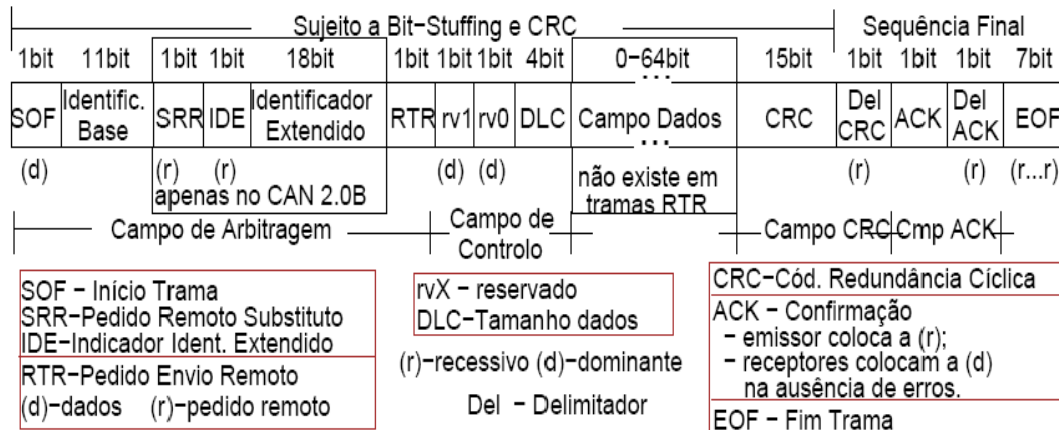 Sujeito a Bit-Stuffing e CRC Sequência Final
1bit 11bit 1bit 1bit 18bit 1bit 1bit 1bit 4bit 0-64bit 15bit 1bit 1bit 1bit 7bit
SOF Identific. Base SRR IDE Identificador Extendido RTR rv1 rv0 DLC ... Campo Dados ... CRC Del CRC ACK Del ACK EOF
(d) (r) (r) (d) (d) (r) (r) (r...r)
apenas no CAN 2.0B
não existe em
tramas RTR
Campo de Arbitragem Campo de Controlo Campo CRC Cmp ACK
SOF - Início Trama
SRR-Pedido Remoto Substituto
IDE-Indicador Ident. Extendido
RTR-Pedido Envio Remoto
(d)-dados (r)-pedido remoto
rvX - reservado
DLC-Tamanho dados
(r)-recessivo (d)-dominante
Del - Delimitador
CRC-Cód. Redundância Cíclica
ACK - Confirmação
- emissor coloca a (r);
- receptores colocam a (d)
na ausência de erros.
EOF - Fim Trama